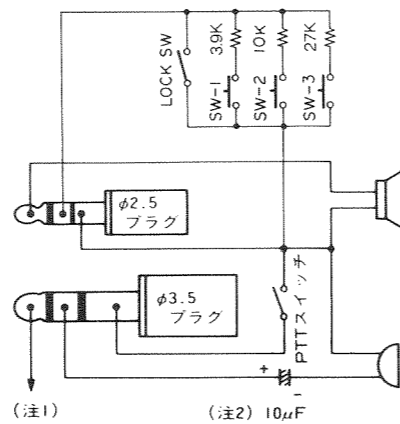 LOCK SW
3.9K
10K
27K
SW-1
SW-2
SW-3
φ2.5
プラグ
φ3.5
プラグ
PTTスイッチ
+
-
(注1)
(注2) 10μF